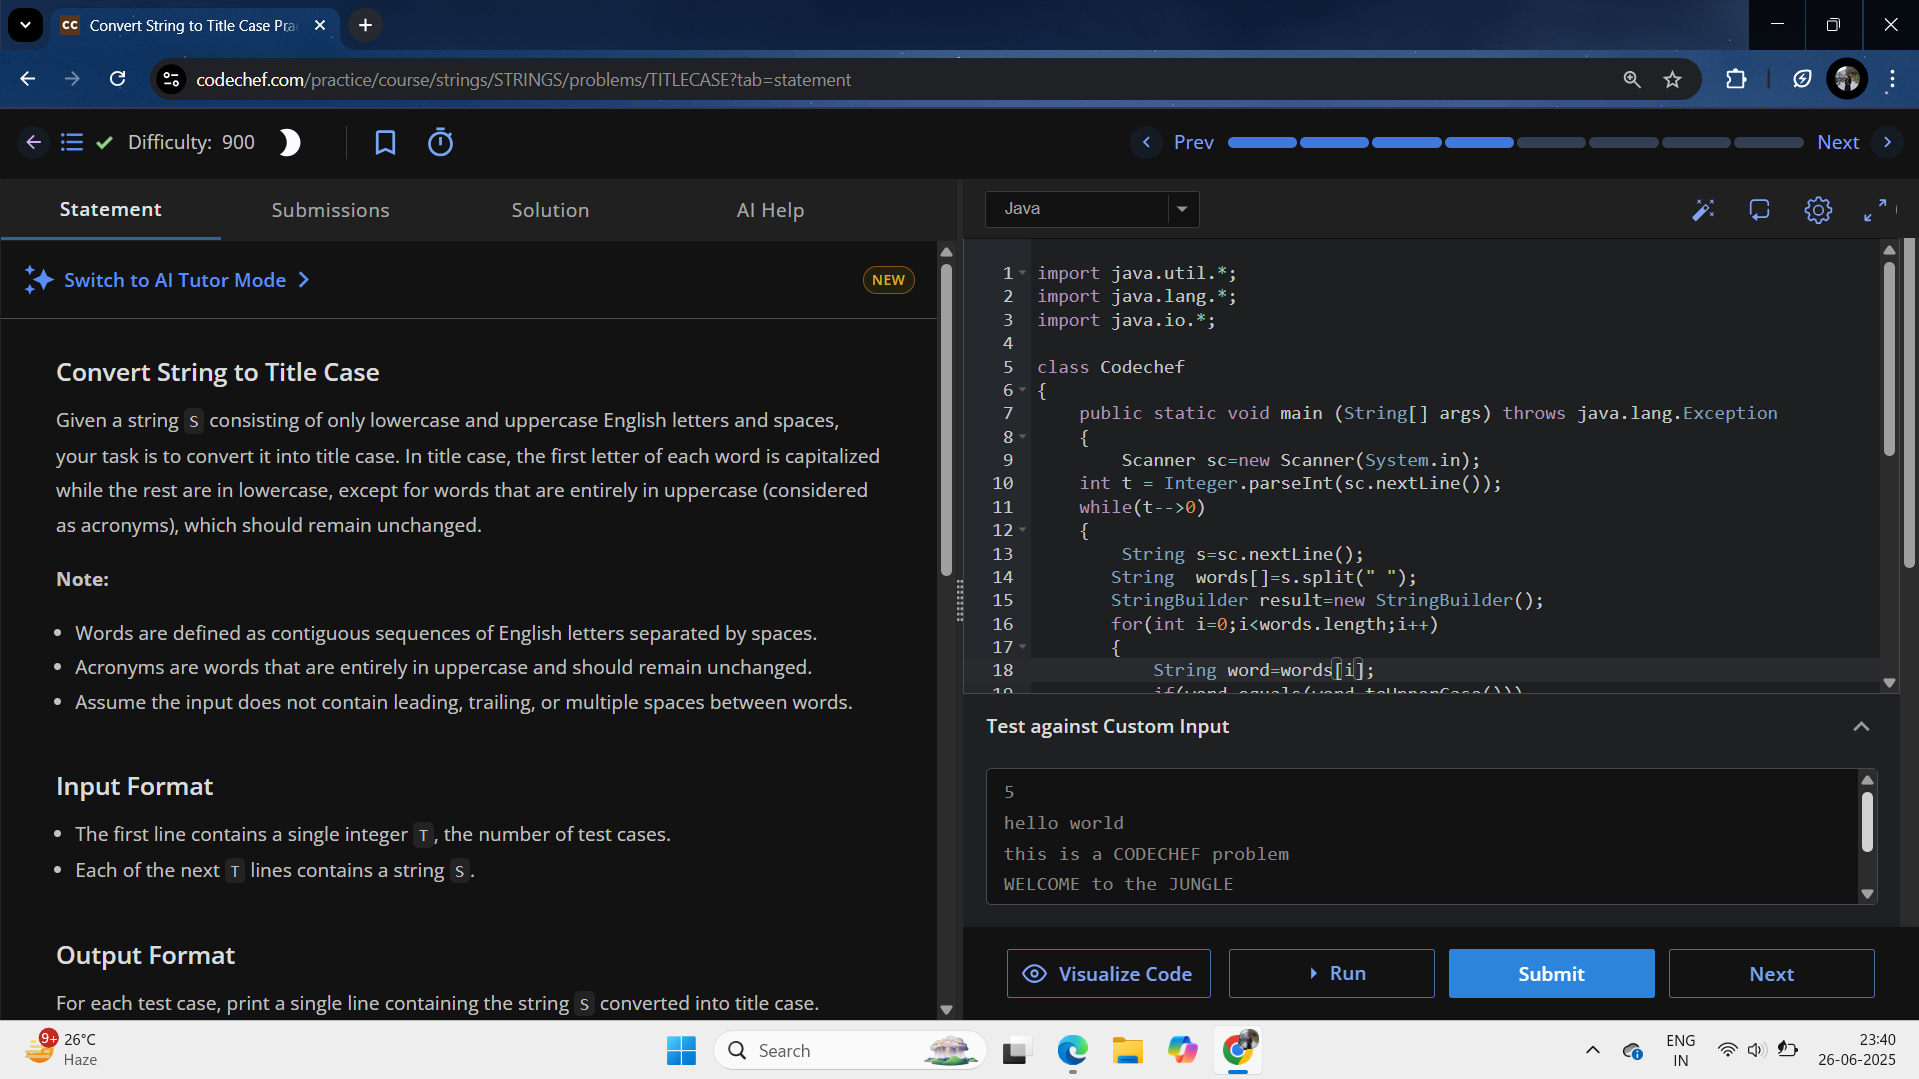 CC Convert String to Title Case Pra
codechef.com/practice/course/strings/STRINGS/problems/TITLECASE?tab=statement
Difficulty: 900
Prev
Next
Statement
Submissions
Solution
AI Help
Java
Switch to AI Tutor Mode
NEW
Convert String to Title Case
Given a string S consisting of only lowercase and uppercase English letters and spaces,
your task is to convert it into title case. In title case, the first letter of each word is capitalized
while the rest are in lowercase, except for words that are entirely in uppercase (considered
as acronyms), which should remain unchanged.
Note:
• Words are defined as contiguous sequences of English letters separated by spaces.
• Acronyms are words that are entirely in uppercase and should remain unchanged.
• Assume the input does not contain leading, trailing, or multiple spaces between words.
Input Format
• The first line contains a single integer T, the number of test cases.
• Each of the next T lines contains a string S.
Output Format
For each test case, print a single line containing the string S converted into title case.
1 import java.util.*;
2 import java.lang.*;
3 import java.io.*;
4
5 class Codechef
6 {
7 public static void main (String[] args) throws java.lang.Exception
8 {
9 Scanner sc=new Scanner(System.in);
10 int t = Integer.parseInt(sc.nextLine());
11 while(t-->0)
12 {
13 String s=sc.nextLine();
14 String words[]=s.split(" ");
15 StringBuilder result=new StringBuilder();
16 for(int i=0;i<words.length;i++)
17 {
18 String word=words[i];
19 if(word.equals(word.toUpperCase()))
Test against Custom Input
5
hello world
this is a CODECHEF problem
WELCOME to the JUNGLE
Visualize Code
Run
Submit
Next
9+
26°C
Haze
Search
ENG
IN
23:40
26-06-2025